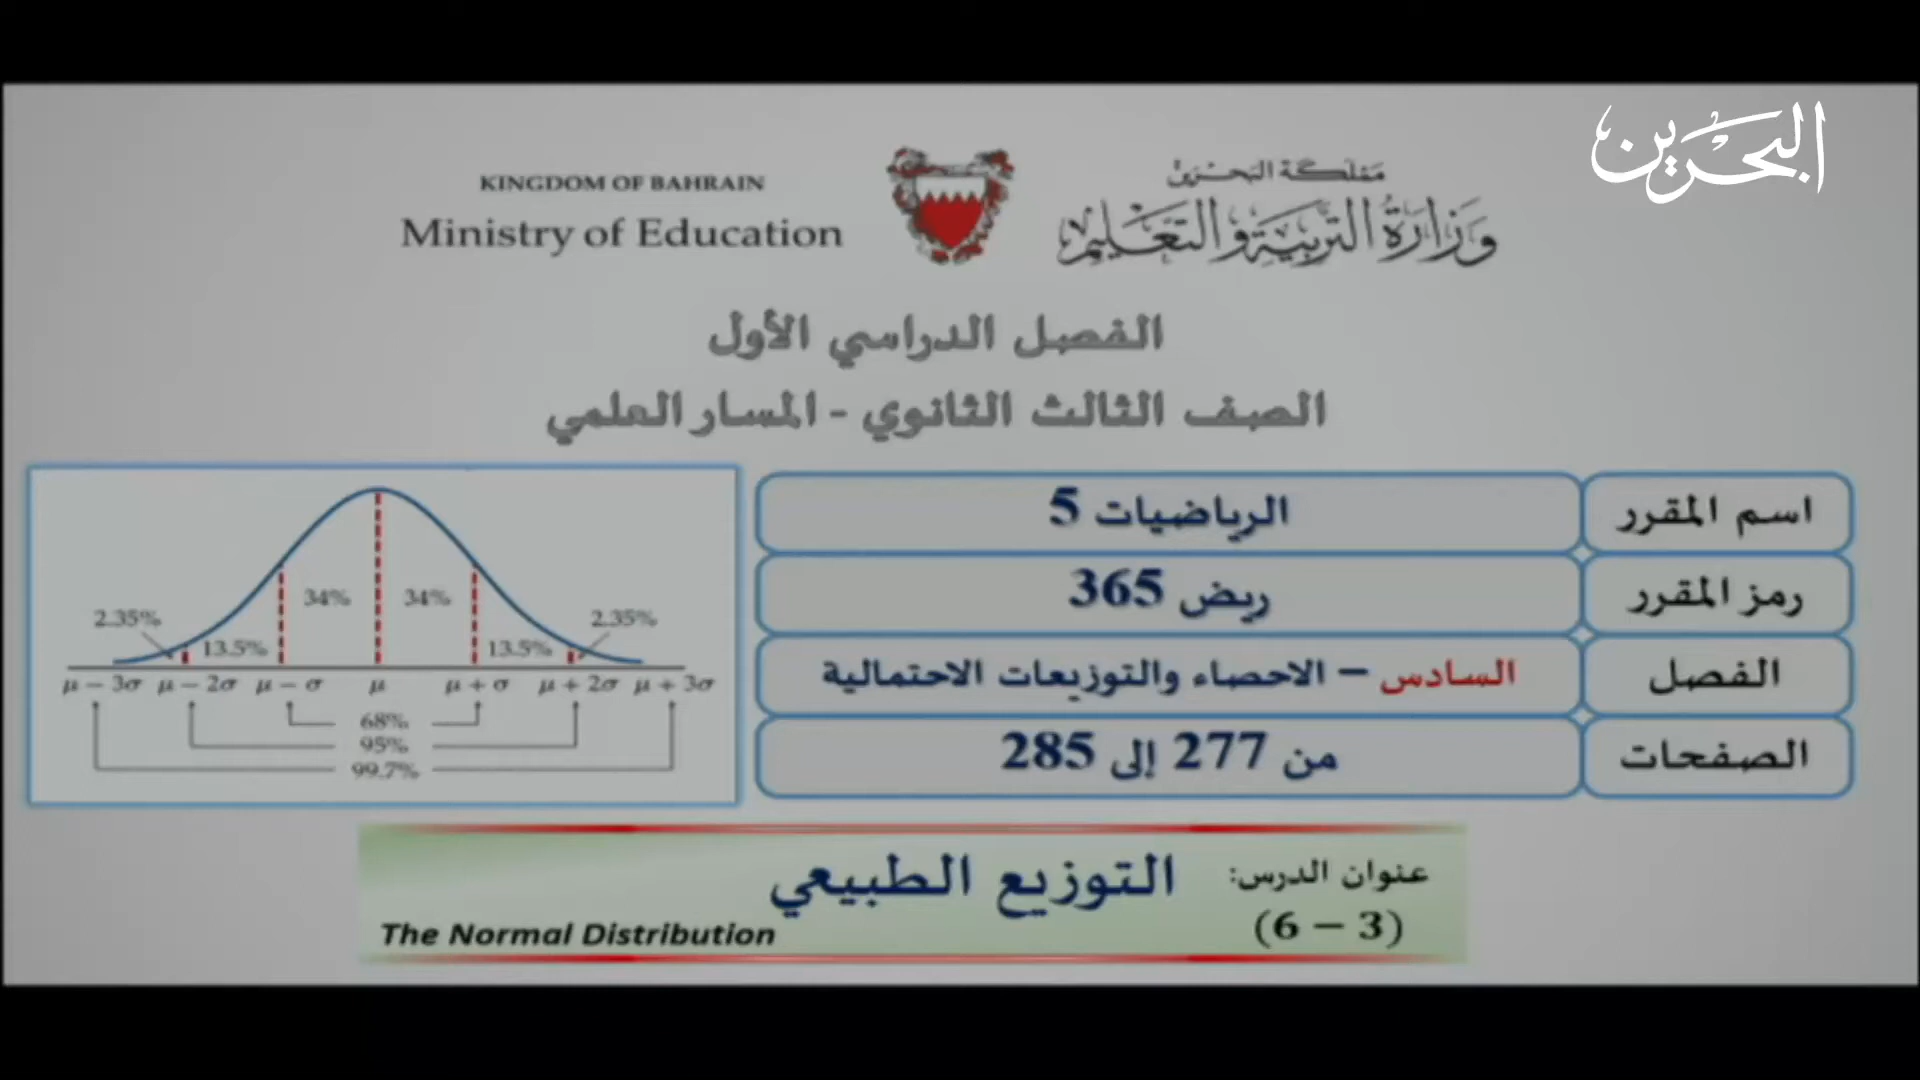 البحرين
KINGDOM OF BAHRAIN
Ministry of Education
مملكة البحرين
وزارة التربية والتعليم
الفصل الدراسي الأول
الصف الثالث الثانوي - المسار العلمي
اسم المقرر
الرياضيات 5
رمز المقرر
ريض 365
الفصل
السادس – الاحصاء والتوزيعات الاحتمالية
الصفحات
من 277 إلى 285
34% 34%
2.35% 2.35%
13.5% 13.5%
μ – 3σ μ – 2σ μ – σ μ μ + σ μ + 2σ μ + 3σ
68%
95%
99.7%
عنوان الدرس: التوزيع الطبيعي
(6 – 3)
The Normal Distribution